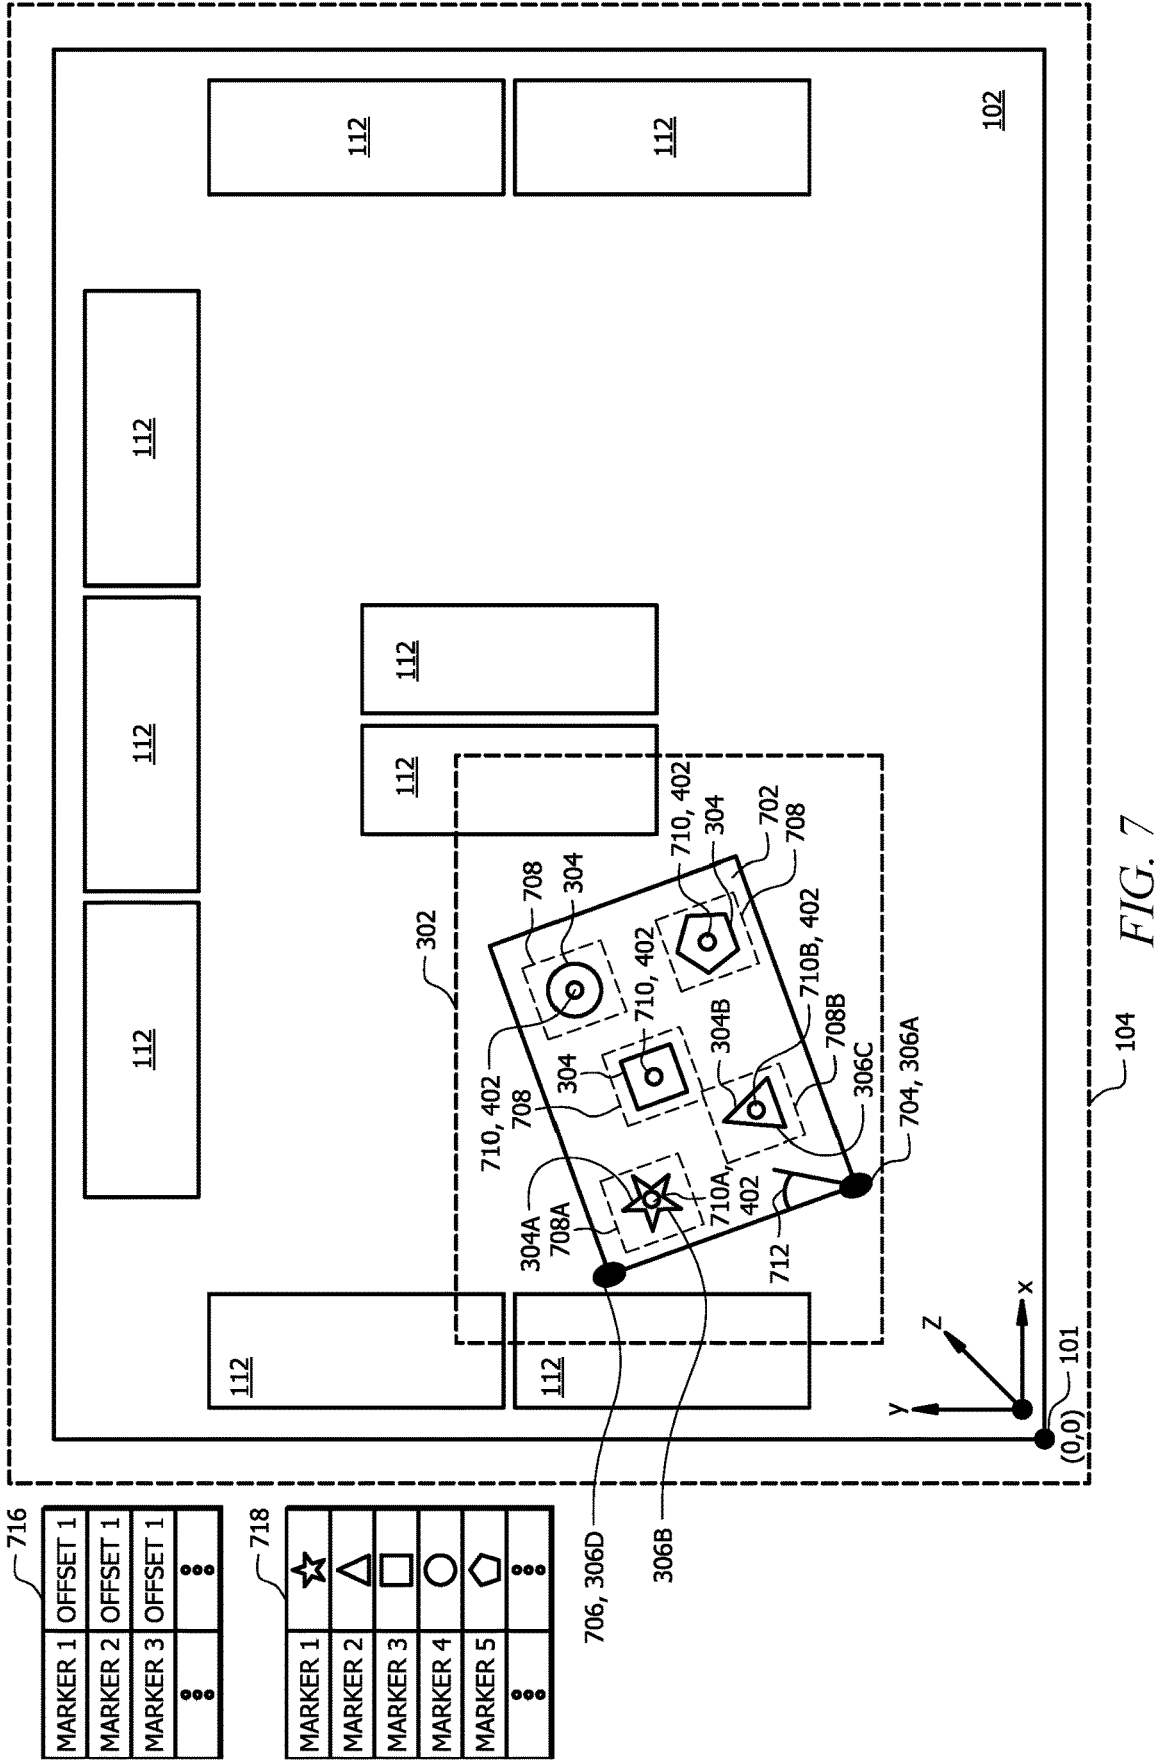 716
MARKER 1 OFFSET 1
MARKER 2 OFFSET 1
MARKER 3 OFFSET 1
718
MARKER 1
MARKER 2
MARKER 3
MARKER 4
MARKER 5
112
112
112
112
112
112
112
112
112
112
302
710, 402
708
304A
708A
304
708
304
710, 402
710, 402
304
702
708
304B
710A,
402
710B, 402
708B
306C
704, 306A
712
706, 306D
306B
102
y
Z
x
101
(0,0)
104
FIG. 7